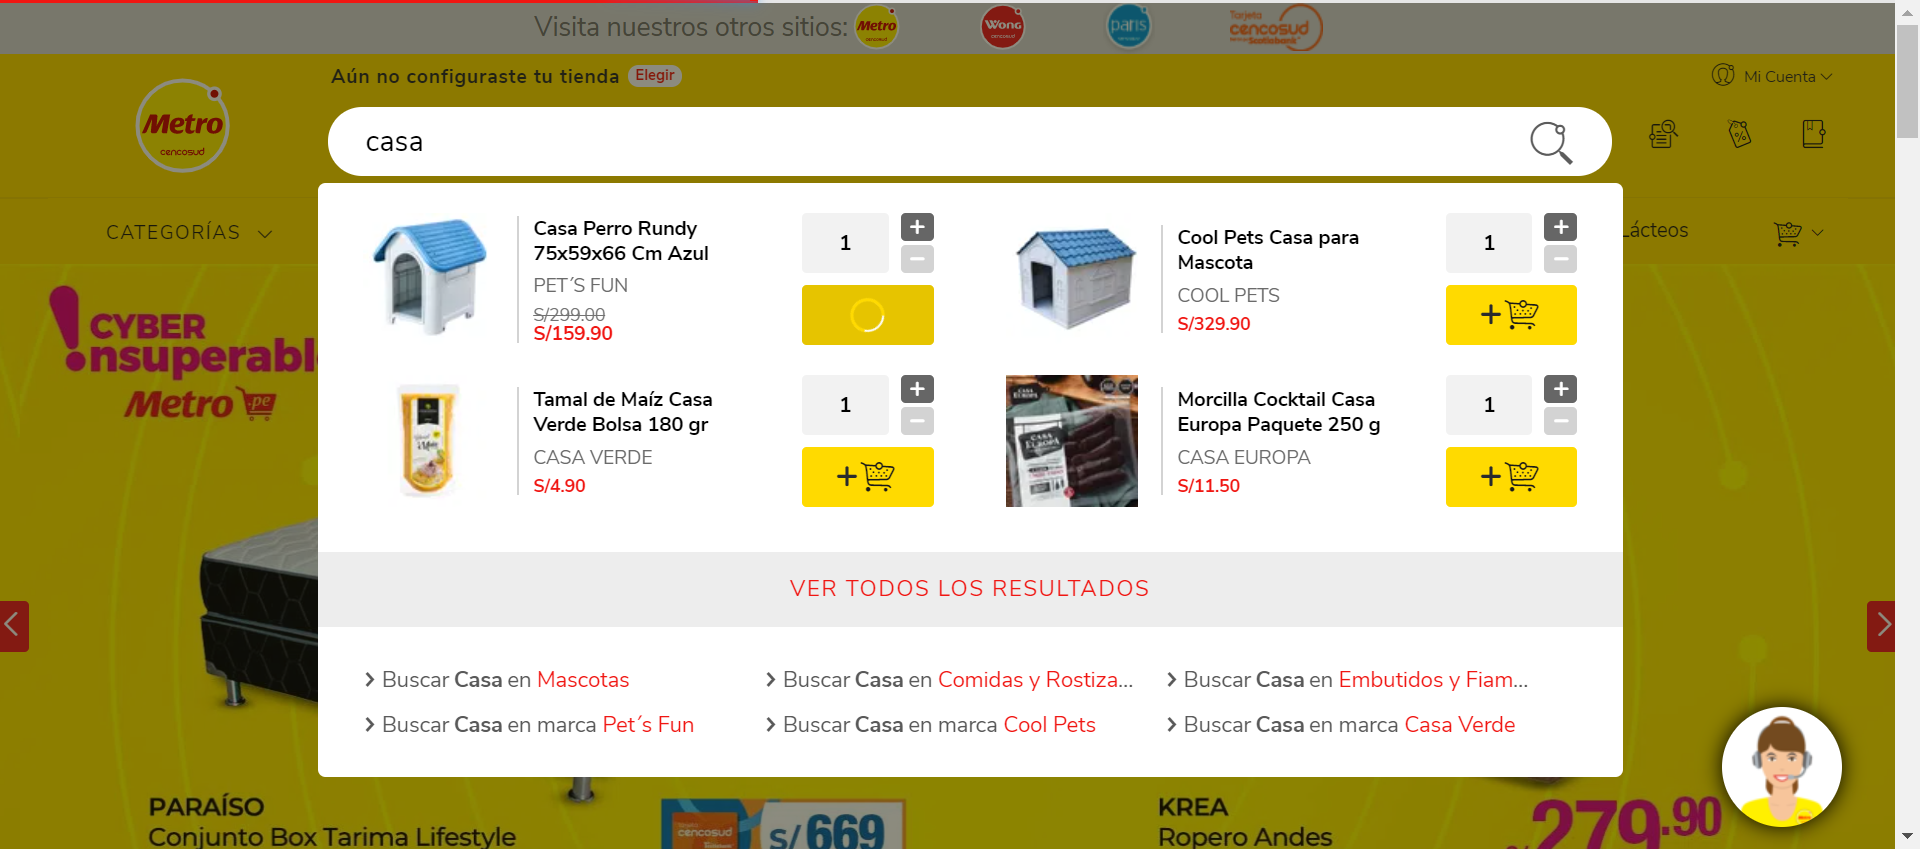 Visita nuestros otros sitios:
Metro
cencosud
Wong
cencosud
paris
cencosud
Tarjeta
cencosud
Scotiabank
Aún no configuraste tu tienda Elegir
Mi Cuenta
Metro
cencosud
casa
CATEGORÍAS
Lácteos
Casa Perro Rundy
75x59x66 Cm Azul
PET´S FUN
S/299.00
S/159.90
1
Cool Pets Casa para
Mascota
COOL PETS
S/329.90
1
Tamal de Maíz Casa
Verde Bolsa 180 gr
CASA VERDE
S/4.90
1
Morcilla Cocktail Casa
Europa Paquete 250 g
CASA EUROPA
S/11.50
1
CASA
EUROPA
VER TODOS LOS RESULTADOS
Buscar Casa en Mascotas
Buscar Casa en Comidas y Rostiza...
Buscar Casa en Embutidos y Fiam...
Buscar Casa en marca Pet´s Fun
Buscar Casa en marca Cool Pets
Buscar Casa en marca Casa Verde
CYBER
!nsuperabl
Metro.pe
PARAÍSO
Conjunto Box Tarima Lifestyle
cencosud
S/669
KREA
Ropero Andes
279.90